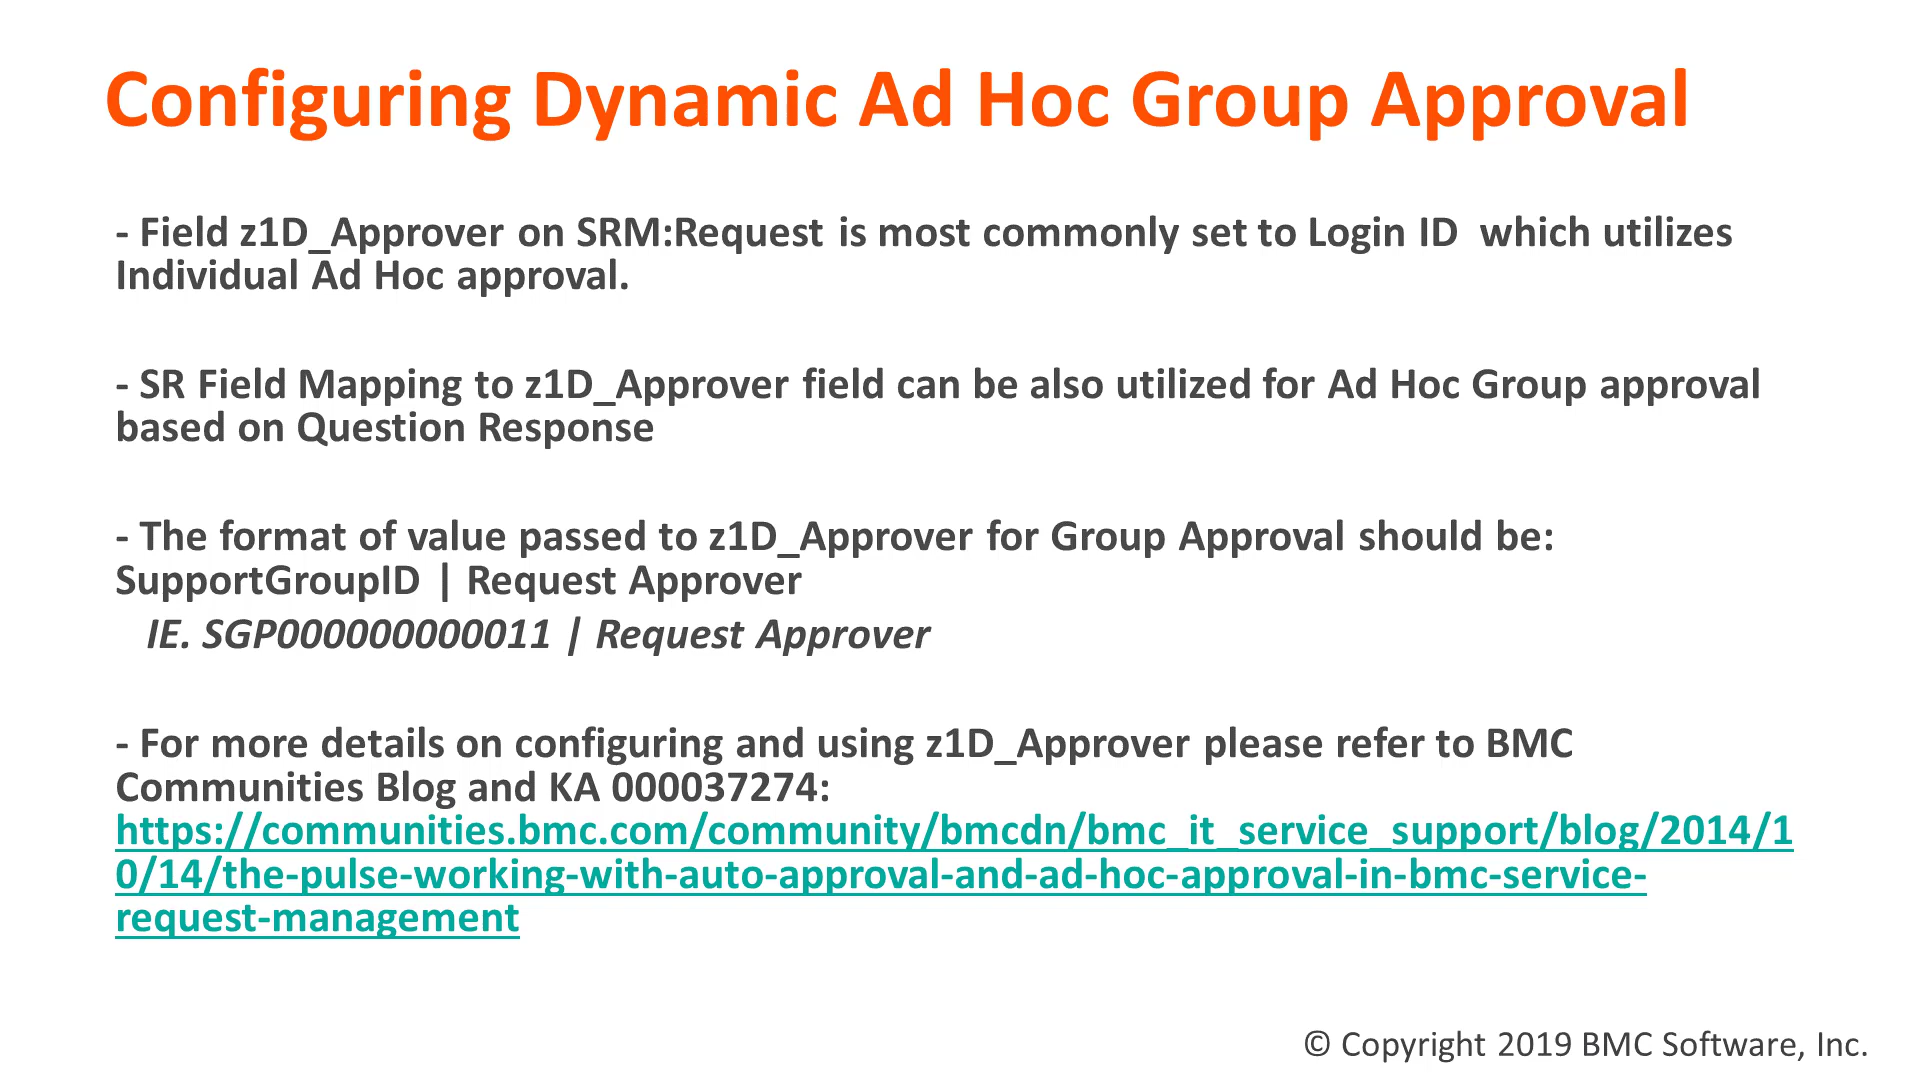 Configuring Dynamic Ad Hoc Group Approval
- Field z1D_Approver on SRM:Request is most commonly set to Login ID  which utilizes
Individual Ad Hoc approval.
- SR Field Mapping to z1D_Approver field can be also utilized for Ad Hoc Group approval
based on Question Response
- The format of value passed to z1D_Approver for Group Approval should be:
SupportGroupID | Request Approver
IE. SGP000000000011 | Request Approver
- For more details on configuring and using z1D_Approver please refer to BMC
Communities Blog and KA 000037274:
https://communities.bmc.com/community/bmcdn/bmc_it_service_support/blog/2014/1
0/14/the-pulse-working-with-auto-approval-and-ad-hoc-approval-in-bmc-service-
request-management
© Copyright 2019 BMC Software, Inc.